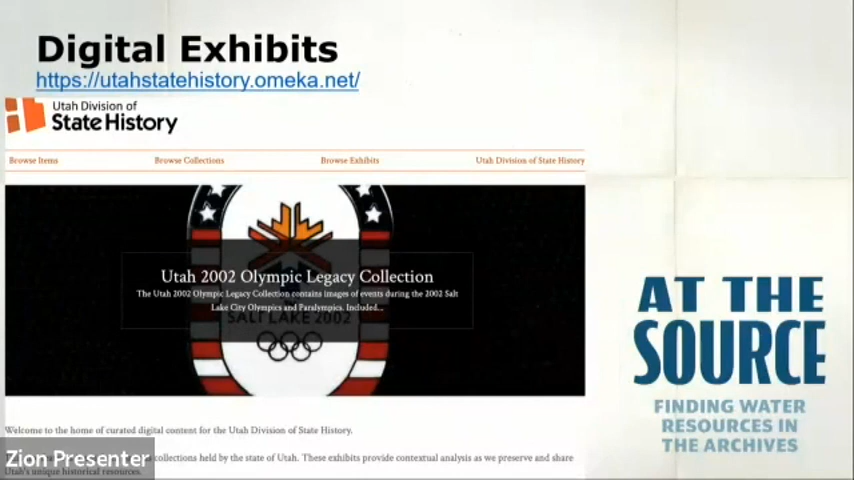 Digital Exhibits
https://utahstatehistory.omeka.net/
Utah Division of
State History
Browse Items Browse Collections Browse Exhibits Utah Division of State History
Utah 2002 Olympic Legacy Collection
The Utah 2002 Olympic Legacy Collection contains images of events during the 2002 Salt
Lake City Olympics and Paralympics. Included...
SALT LAKE 2002
AT THE
SOURCE
FINDING WATER
RESOURCES IN
THE ARCHIVES
Welcome to the home of curated digital content for the Utah Division of State History.
collections held by the state of Utah. These exhibits provide contextual analysis as we preserve and share
Utah's unique historical resources.
Zion Presenter